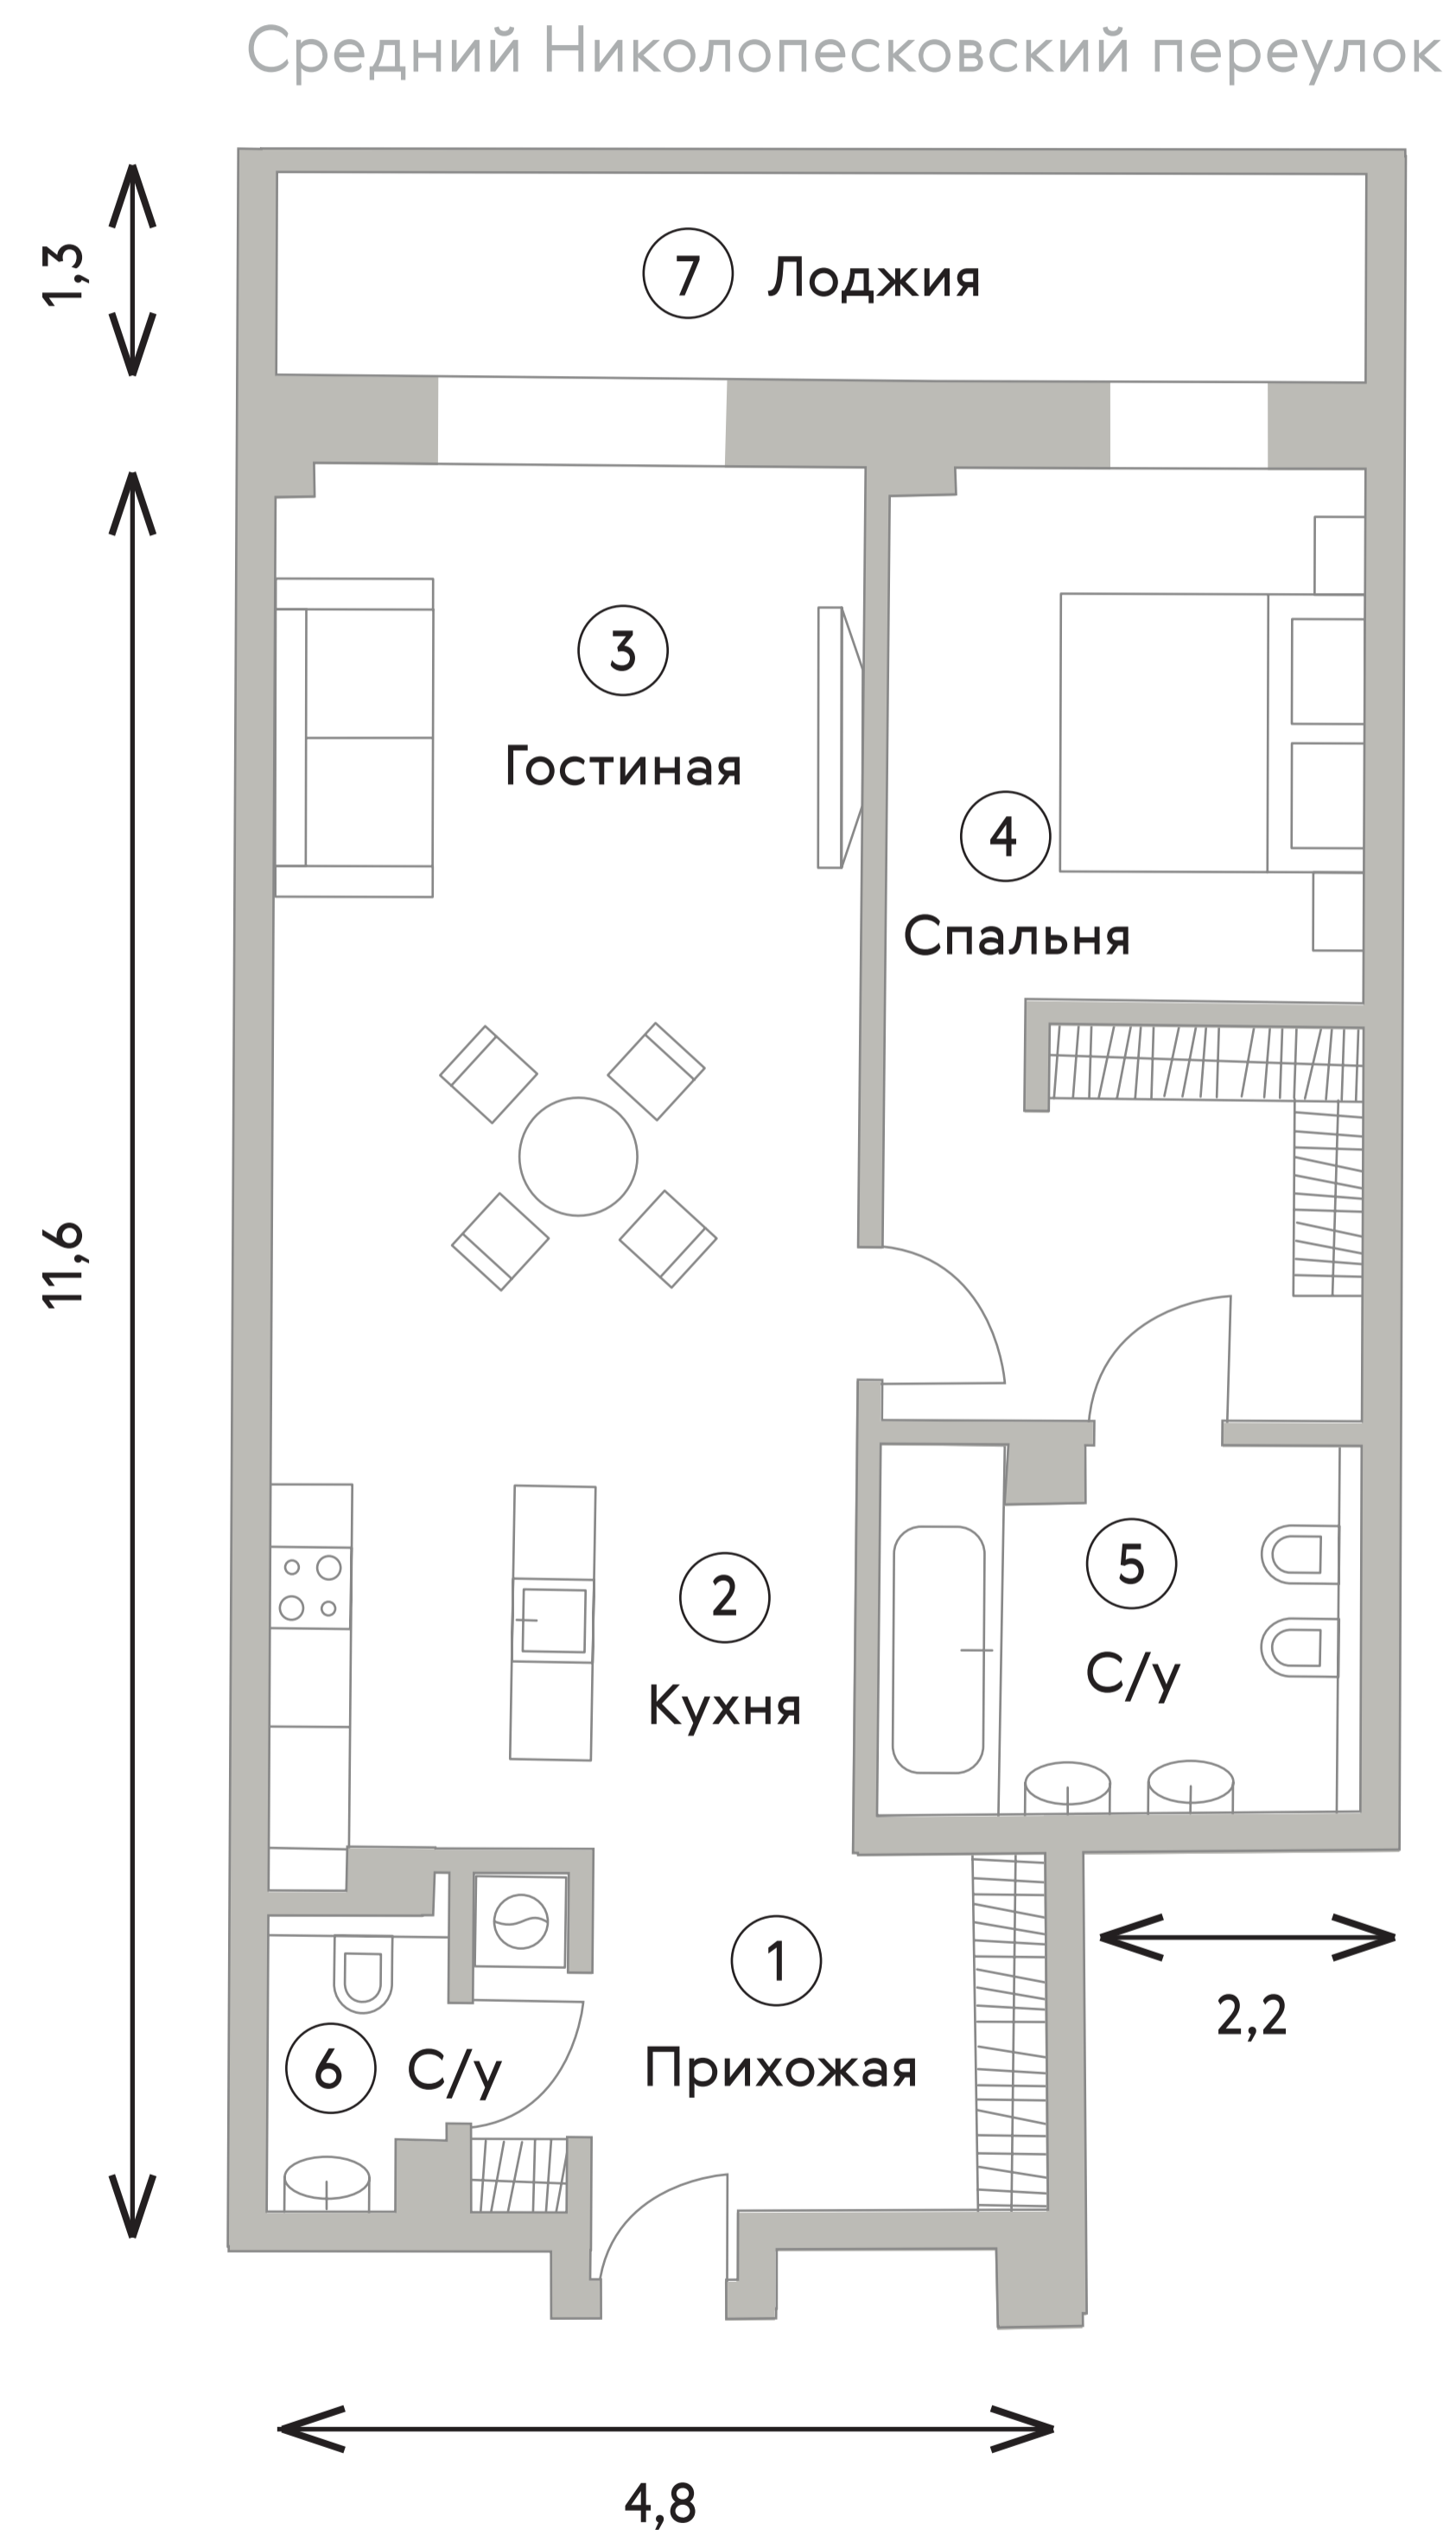 Средний Николопесковский переулок
1,3
7 Лоджия
3
Гостиная
4
Спальня
11,6
5
С/у
2
Кухня
1
Прихожая
2,2
6 С/у
4,8